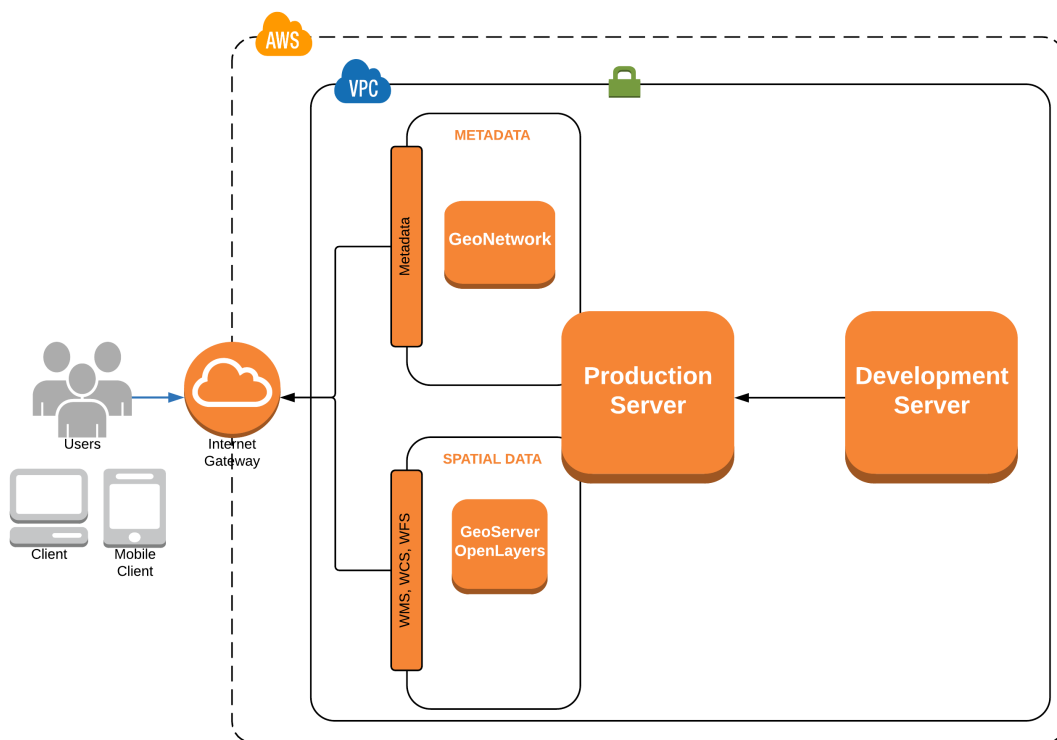 AWS
VPC
METADATA
Metadata
GeoNetwork
Production
Server
Development
Server
Users
Internet
Gateway
Client
Mobile
Client
SPATIAL DATA
WMS, WCS, WFS
GeoServer
OpenLayers